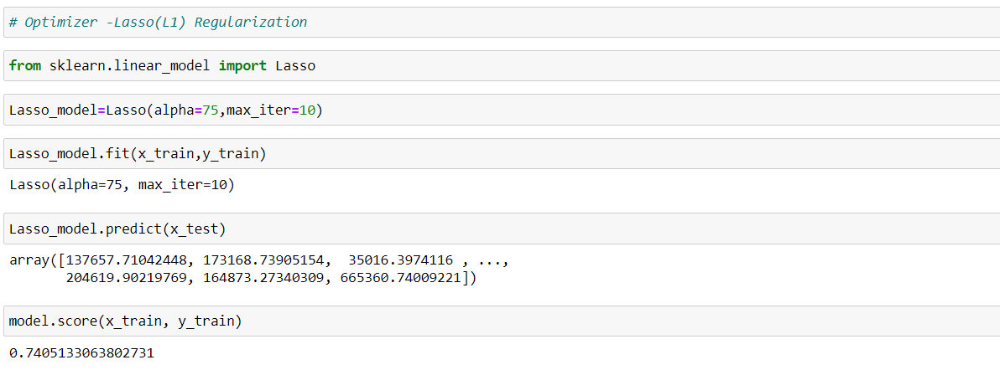 # Optimizer -Lasso(L1) Regularization
from sklearn.linear_model import Lasso
Lasso_model=Lasso(alpha=75,max_iter=10)
Lasso_model.fit(x_train,y_train)
Lasso(alpha=75, max_iter=10)
Lasso_model.predict(x_test)
array([137657.71042448, 173168.73905154,  35016.3974116 , ...,
       204619.90219769, 164873.27340309, 665360.74009221])
model.score(x_train, y_train)
0.7405133063802731